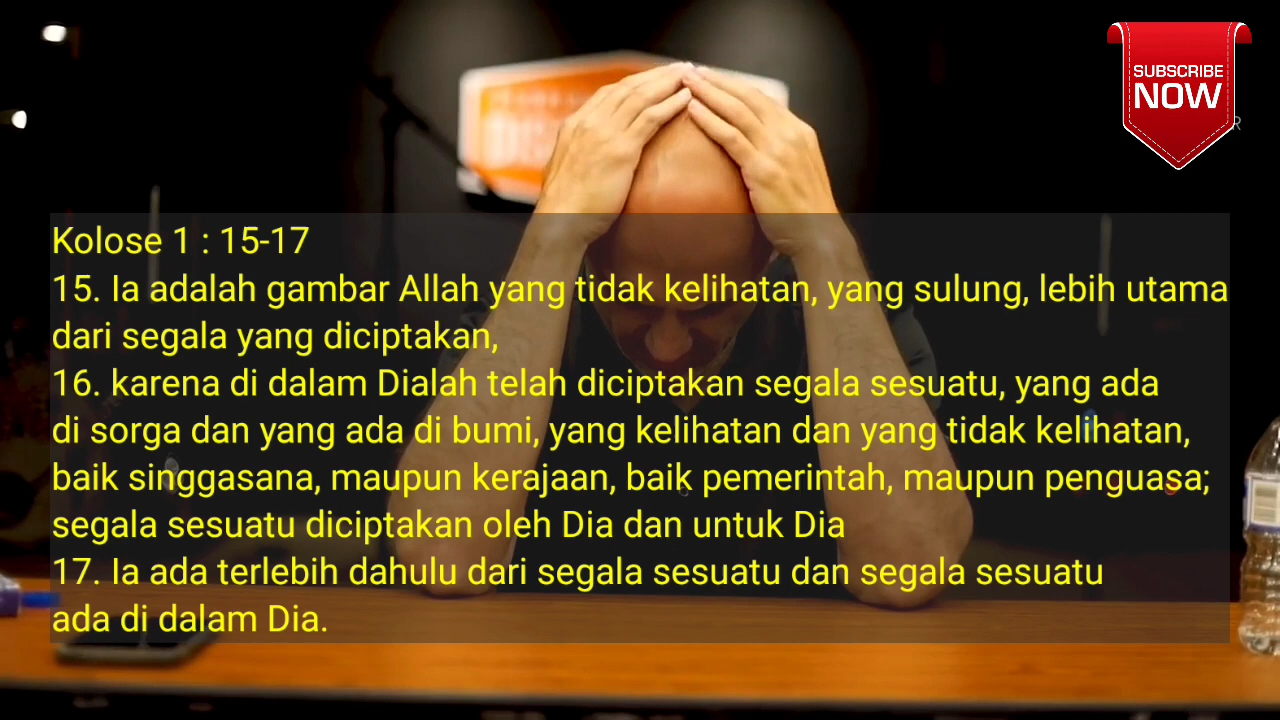 SUBSCRIBE
NOW
R
Kolose 1 : 15-17
15. Ia adalah gambar Allah yang tidak kelihatan, yang sulung, lebih utama
dari segala yang diciptakan,
16. karena di dalam Dialah telah diciptakan segala sesuatu, yang ada
di sorga dan yang ada di bumi, yang kelihatan dan yang tidak kelihatan,
baik singgasana, maupun kerajaan, baik pemerintah, maupun penguasa;
segala sesuatu diciptakan oleh Dia dan untuk Dia
17. Ia ada terlebih dahulu dari segala sesuatu dan segala sesuatu
ada di dalam Dia.